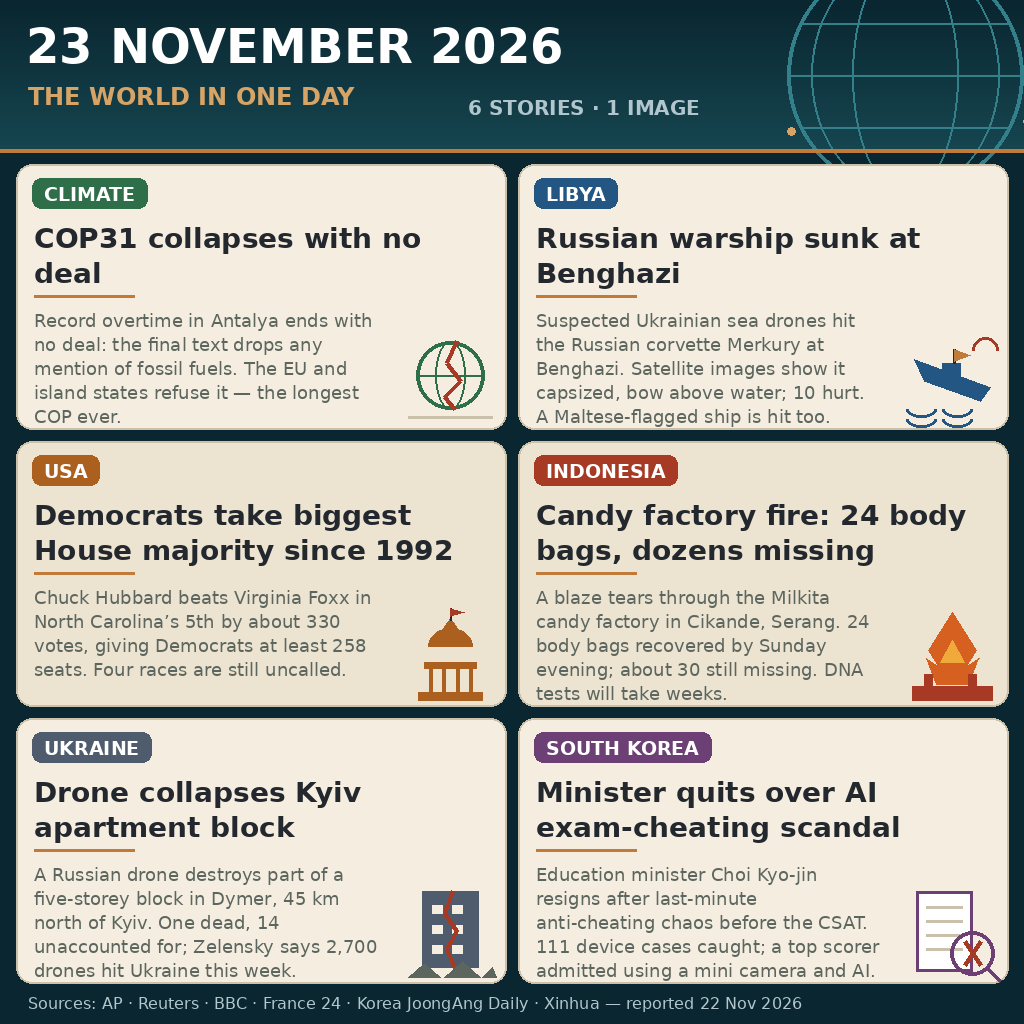 23 NOVEMBER 2026
THE WORLD IN ONE DAY
6 STORIES · 1 IMAGE
CLIMATE
COP31 collapses with no
deal
Record overtime in Antalya ends with
no deal: the final text drops any
mention of fossil fuels. The EU and
island states refuse it — the longest
COP ever.
LIBYA
Russian warship sunk at
Benghazi
Suspected Ukrainian sea drones hit
the Russian corvette Merkury at
Benghazi. Satellite images show it
capsized, bow above water; 10 hurt.
A Maltese-flagged ship is hit too.
USA
Democrats take biggest
House majority since 1992
Chuck Hubbard beats Virginia Foxx in
North Carolina’s 5th by about 330
votes, giving Democrats at least 258
seats. Four races are still uncalled.
INDONESIA
Candy factory fire: 24 body
bags, dozens missing
A blaze tears through the Milkita
candy factory in Cikande, Serang. 24
body bags recovered by Sunday
evening; about 30 still missing. DNA
tests will take weeks.
UKRAINE
Drone collapses Kyiv
apartment block
A Russian drone destroys part of a
five-storey block in Dymer, 45 km
north of Kyiv. One dead, 14
unaccounted for; Zelensky says 2,700
drones hit Ukraine this week.
SOUTH KOREA
Minister quits over AI
exam-cheating scandal
Education minister Choi Kyo-jin
resigns after last-minute
anti-cheating chaos before the CSAT.
111 device cases caught; a top scorer
admitted using a mini camera and AI.
Sources: AP · Reuters · BBC · France 24 · Korea JoongAng Daily · Xinhua — reported 22 Nov 2026